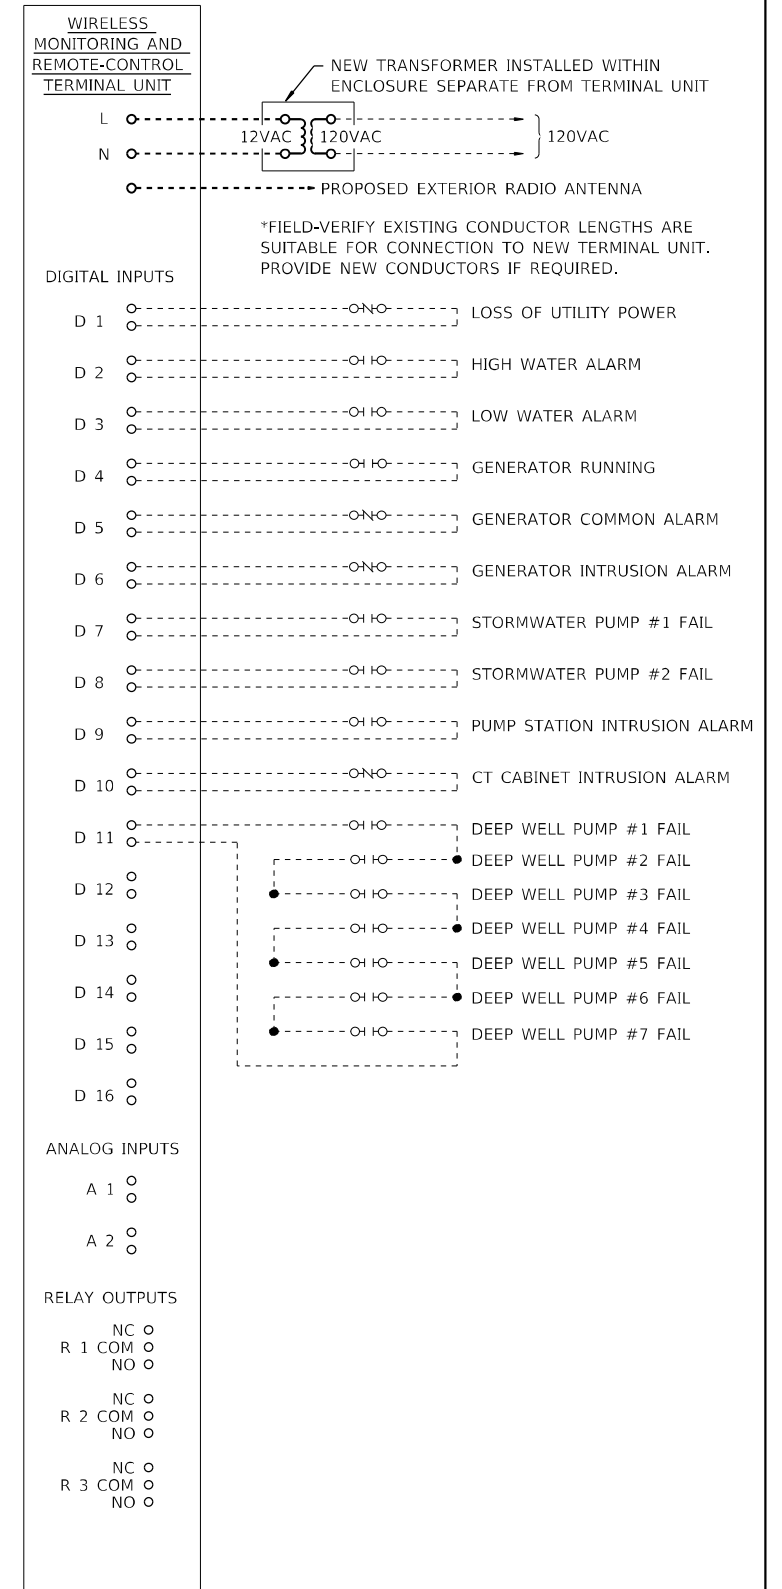 WIRELESS
MONITORING AND
REMOTE-CONTROL
TERMINAL UNIT
NEW TRANSFORMER INSTALLED WITHIN
ENCLOSURE SEPARATE FROM TERMINAL UNIT
L
12VAC 120VAC
120VAC
N
PROPOSED EXTERIOR RADIO ANTENNA
*FIELD-VERIFY EXISTING CONDUCTOR LENGTHS ARE
SUITABLE FOR CONNECTION TO NEW TERMINAL UNIT.
PROVIDE NEW CONDUCTORS IF REQUIRED.
DIGITAL INPUTS
D 1 LOSS OF UTILITY POWER
D 2 HIGH WATER ALARM
D 3 LOW WATER ALARM
D 4 GENERATOR RUNNING
D 5 GENERATOR COMMON ALARM
D 6 GENERATOR INTRUSION ALARM
D 7 STORMWATER PUMP #1 FAIL
D 8 STORMWATER PUMP #2 FAIL
D 9 PUMP STATION INTRUSION ALARM
D 10 CT CABINET INTRUSION ALARM
D 11 DEEP WELL PUMP #1 FAIL
DEEP WELL PUMP #2 FAIL
D 12 DEEP WELL PUMP #3 FAIL
DEEP WELL PUMP #4 FAIL
D 13
DEEP WELL PUMP #5 FAIL
D 14 DEEP WELL PUMP #6 FAIL
DEEP WELL PUMP #7 FAIL
D 15
D 16
ANALOG INPUTS
A 1
A 2
RELAY OUTPUTS
NC
R 1 COM
NO
NC
R 2 COM
NO
NC
R 3 COM
NO